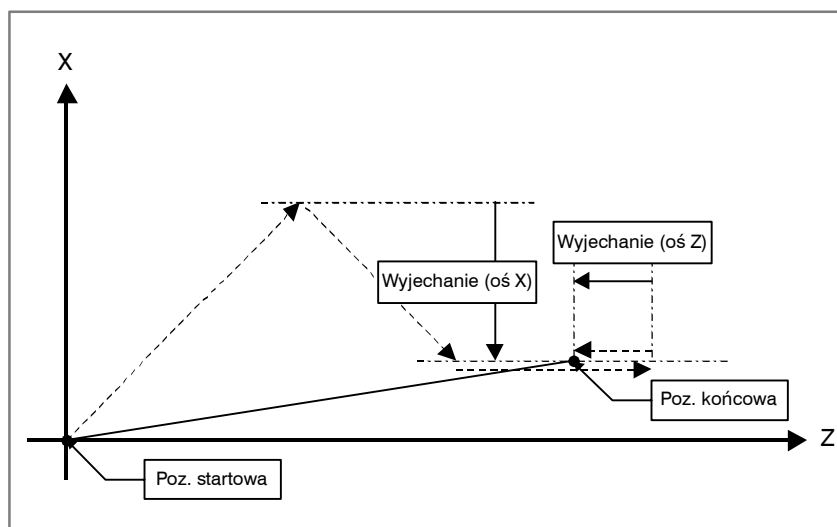 X
Wyjechanie (oś Z)
Wyjechanie (oś X)
Poz. końcowa
Z
Poz. startowa